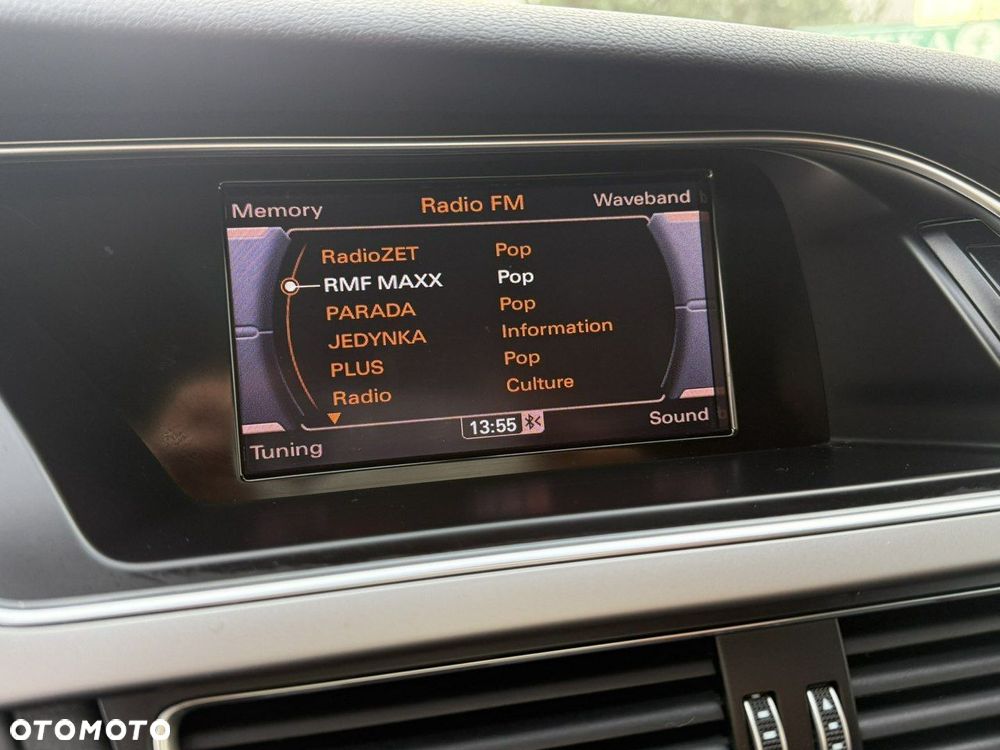 Memory Radio FM Waveband
RadioZET Pop
RMF MAXX Pop
PARADA Pop
JEDYNKA Information
PLUS Pop
Radio Culture
Tuning 13:55 Sound
OTOMOTO